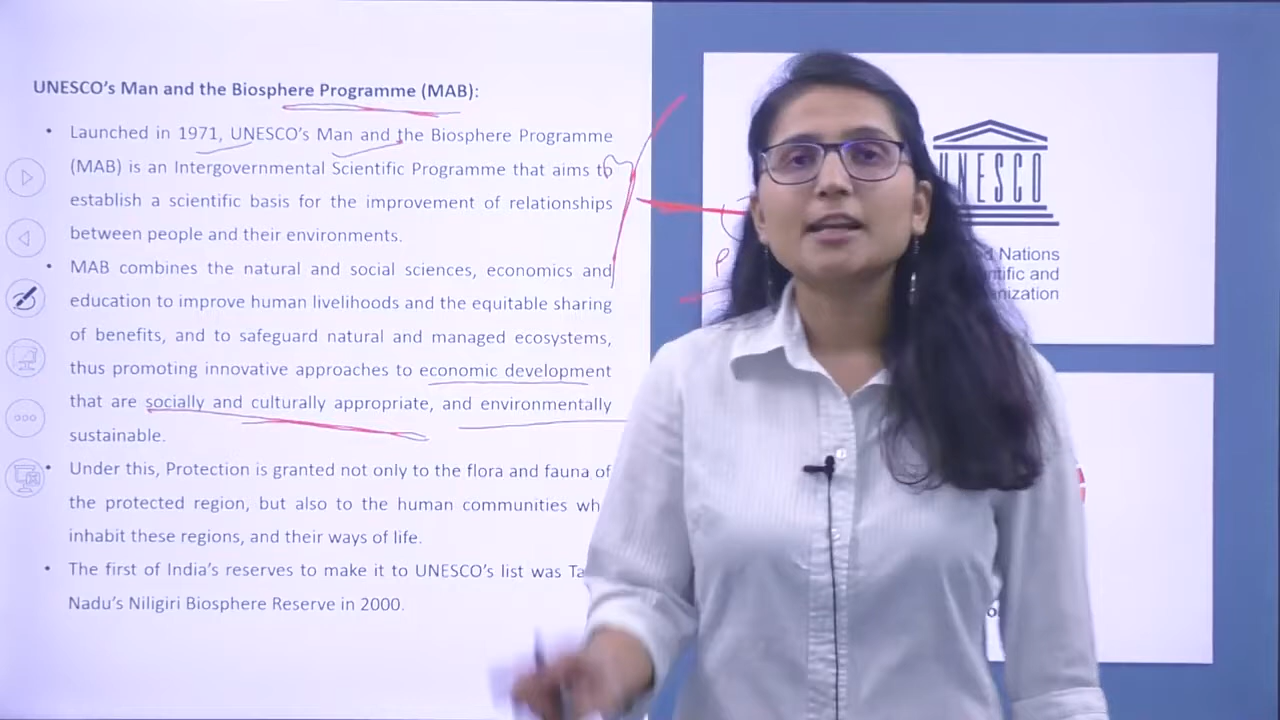 UNESCO's Man and the Biosphere Programme (MAB):
• Launched in 1971, UNESCO's Man and the Biosphere Programme
(MAB) is an Intergovernmental Scientific Programme that aims to
establish a scientific basis for the improvement of relationships
between people and their environments.
• MAB combines the natural and social sciences, economics and
education to improve human livelihoods and the equitable sharing
of benefits, and to safeguard natural and managed ecosystems,
thus promoting innovative approaches to economic development
that are socially and culturally appropriate, and environmentally
sustainable.
• Under this, Protection is granted not only to the flora and fauna of
the protected region, but also to the human communities
inhabit these regions, and their ways of life.
• The first of India's reserves to make it to UNESCO's list was
Nadu's Niligiri Biosphere Reserve in 2000.
UNESCO
Nations
and